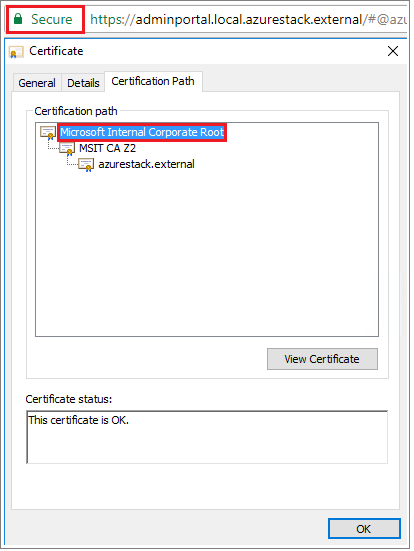 Secure https://adminportal.local.azurestack.external/#@azu
Certificate
General Details Certification Path
Certification path
Microsoft Internal Corporate Root
MSIT CA Z2
azurestack.external
View Certificate
Certificate status:
This certificate is OK.
OK